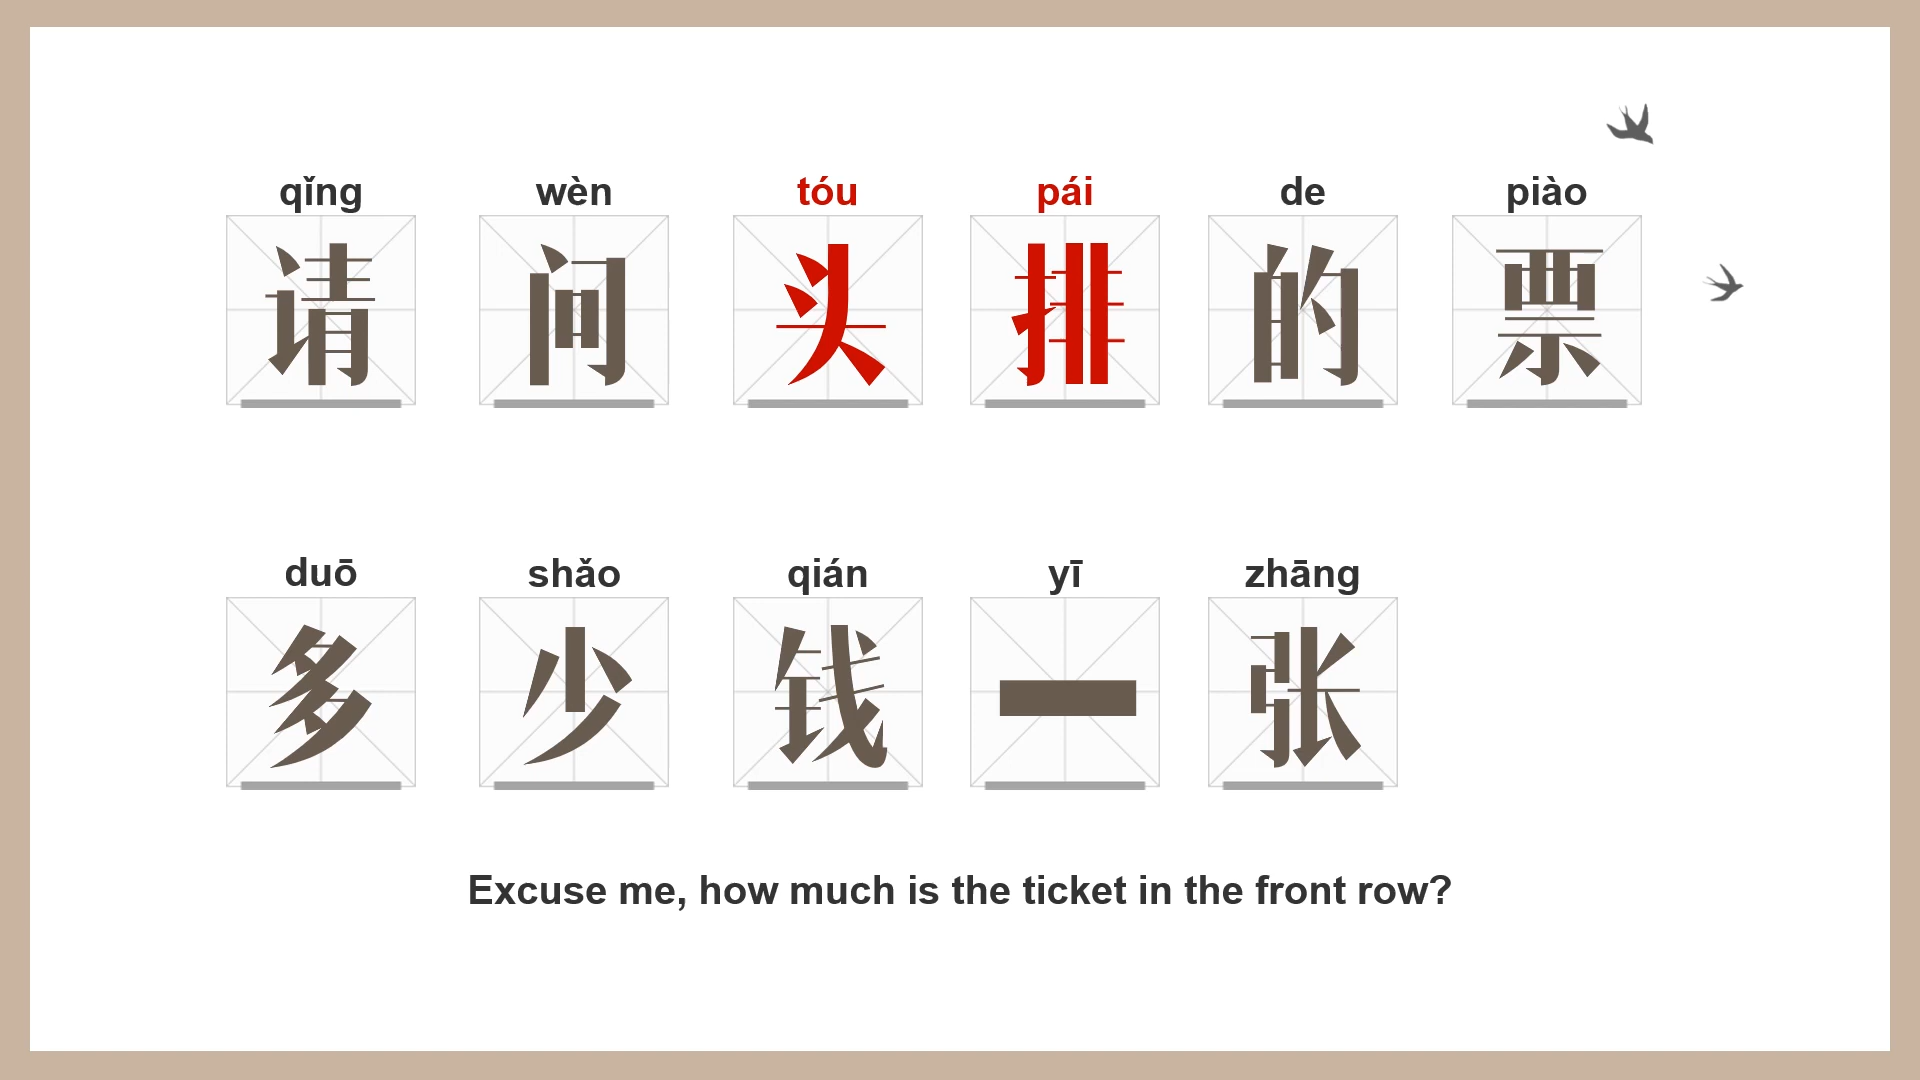 qǐng wèn tóu pái de piào
请问头排的票
duō shǎo qián yī zhāng
多少钱一张
Excuse me, how much is the ticket in the front row?